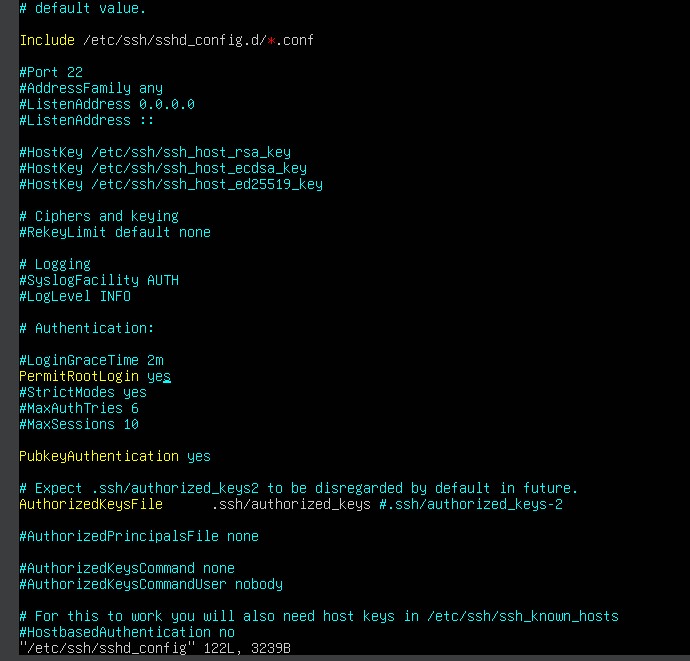 # default value.
Include /etc/ssh/sshd_config.d/*.conf
#Port 22
#AddressFamily any
#ListenAddress 0.0.0.0
#ListenAddress ::
#HostKey /etc/ssh/ssh_host_rsa_key
#HostKey /etc/ssh/ssh_host_ecdsa_key
#HostKey /etc/ssh/ssh_host_ed25519_key
# Ciphers and keying
#RekeyLimit default none
# Logging
#SyslogFacility AUTH
#LogLevel INFO
# Authentication:
#LoginGraceTime 2m
PermitRootLogin yes
#StrictModes yes
#MaxAuthTries 6
#MaxSessions 10
PubkeyAuthentication yes
# Expect .ssh/authorized_keys2 to be disregarded by default in future.
AuthorizedKeysFile      .ssh/authorized_keys #.ssh/authorized_keys-2
#AuthorizedPrincipalsFile none
#AuthorizedKeysCommand none
#AuthorizedKeysCommandUser nobody
# For this to work you will also need host keys in /etc/ssh/ssh_known_hosts
#HostbasedAuthentication no
"/etc/ssh/sshd_config" 122L, 3239B